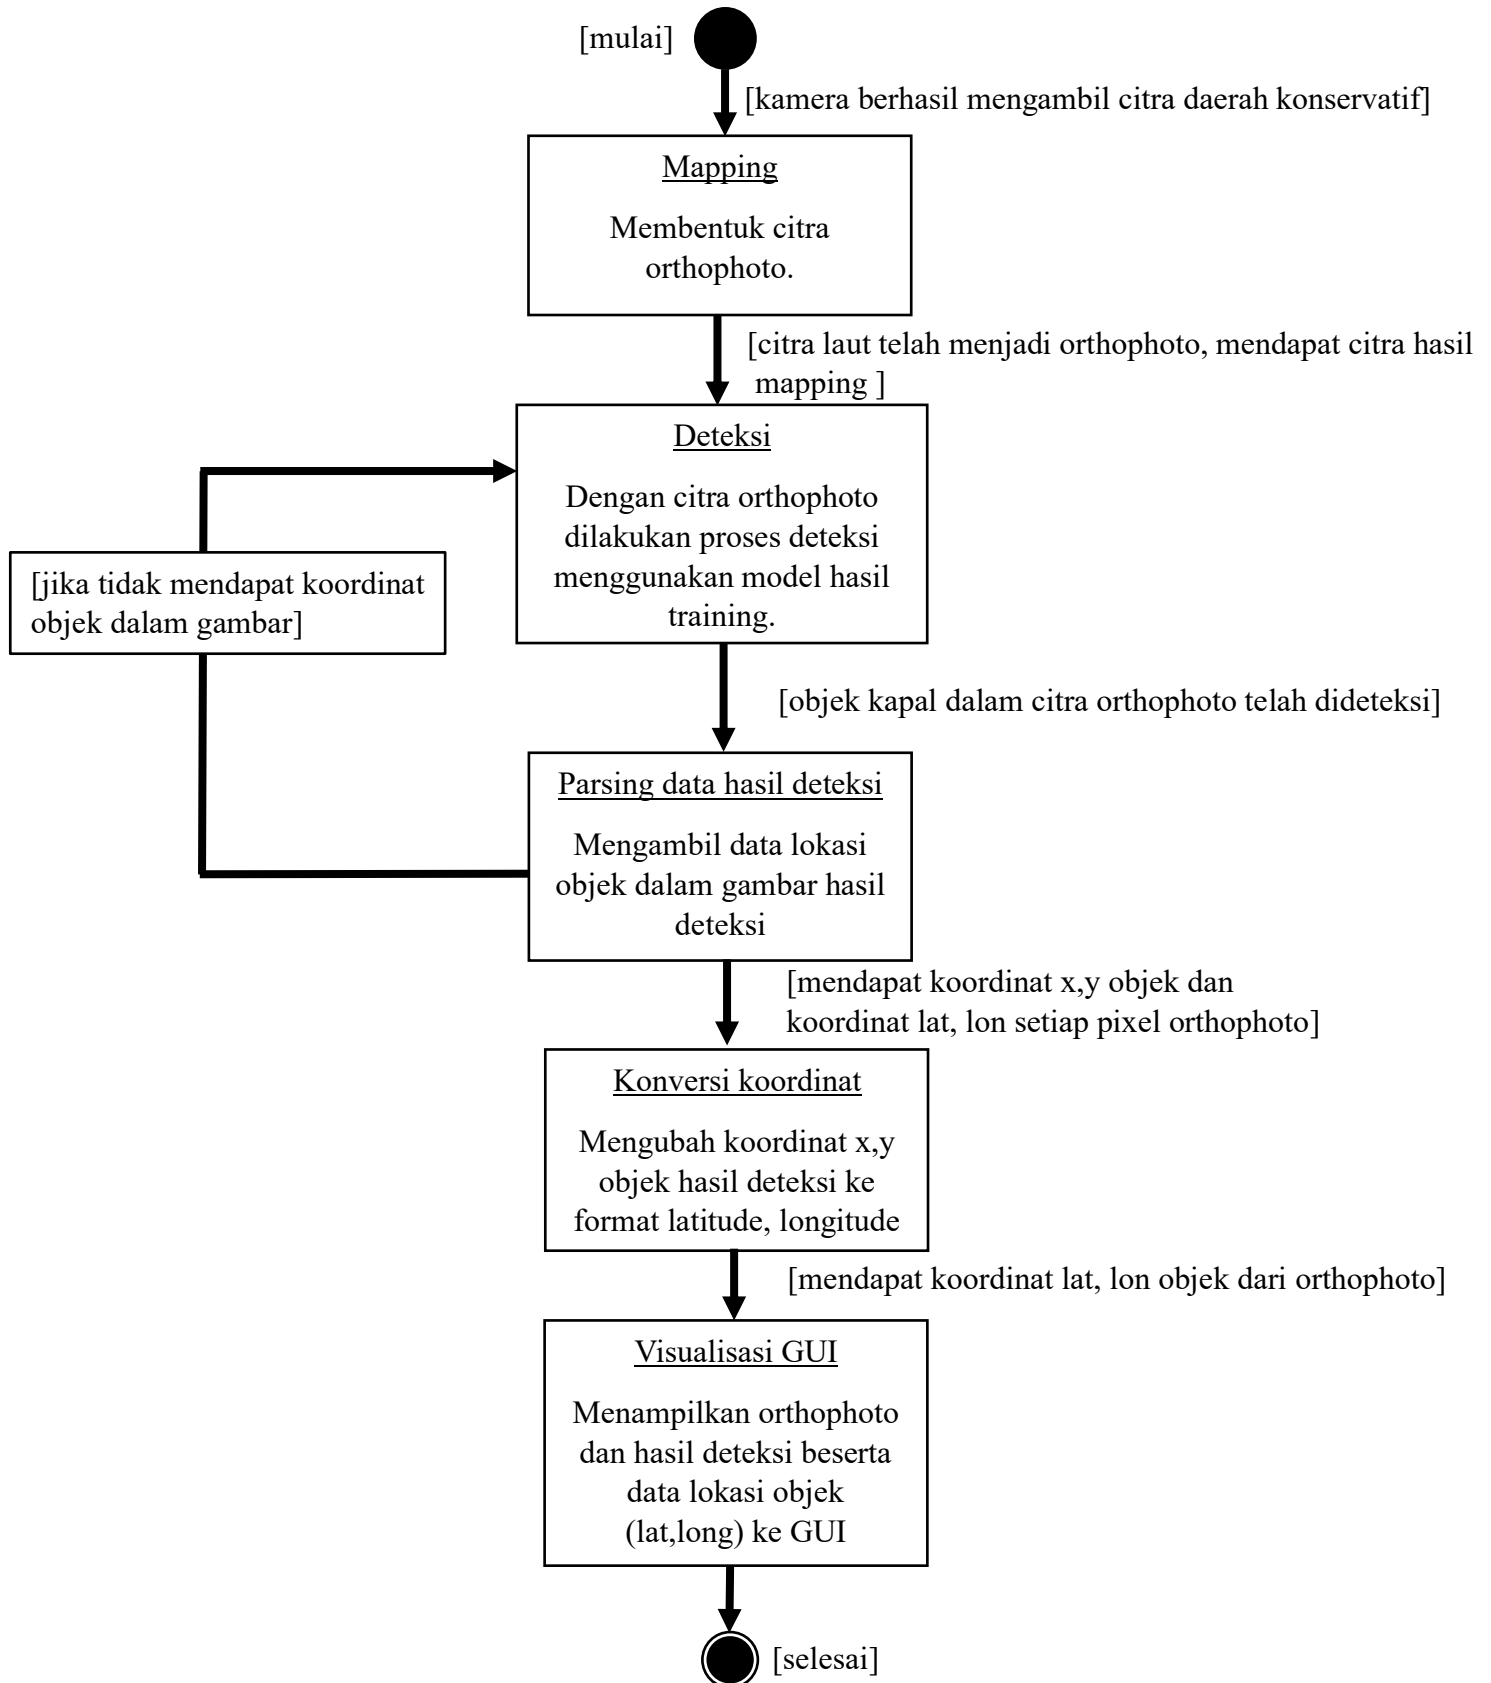 [mulai]
[kamera berhasil mengambil citra daerah konservatif]
Mapping
Membentuk citra
orthophoto.
[citra laut telah menjadi orthophoto, mendapat citra hasil
mapping ]
Deteksi
Dengan citra orthophoto
dilakukan proses deteksi
menggunakan model hasil
training.
[jika tidak mendapat koordinat
objek dalam gambar]
[objek kapal dalam citra orthophoto telah dideteksi]
Parsing data hasil deteksi
Mengambil data lokasi
objek dalam gambar hasil
deteksi
[mendapat koordinat x,y objek dan
koordinat lat, lon setiap pixel orthophoto]
Konversi koordinat
Mengubah koordinat x,y
objek hasil deteksi ke
format latitude, longitude
[mendapat koordinat lat, lon objek dari orthophoto]
Visualisasi GUI
Menampilkan orthophoto
dan hasil deteksi beserta
data lokasi objek
(lat,long) ke GUI
[selesai]